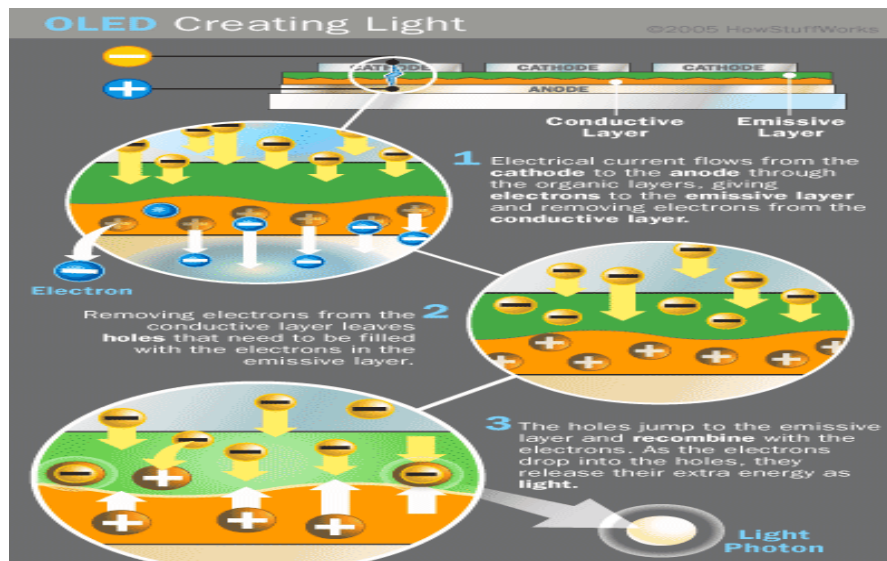 OLED Creating Light
©2005 HowStuffWorks
CATHODE CATHODE CATHODE
ANODE
Conductive
Layer
Emissive
Layer
1 Electrical current flows from the
cathode to the anode through
the organic layers, giving
electrons to the emissive layer
and removing electrons from the
conductive layer.
Electron
2 Removing electrons from the
conductive layer leaves
holes that need to be filled
with the electrons in the
emissive layer.
3 The holes jump to the emissive
layer and recombine with the
electrons. As the electrons
drop into the holes, they
release their extra energy as
light.
Light
Photon